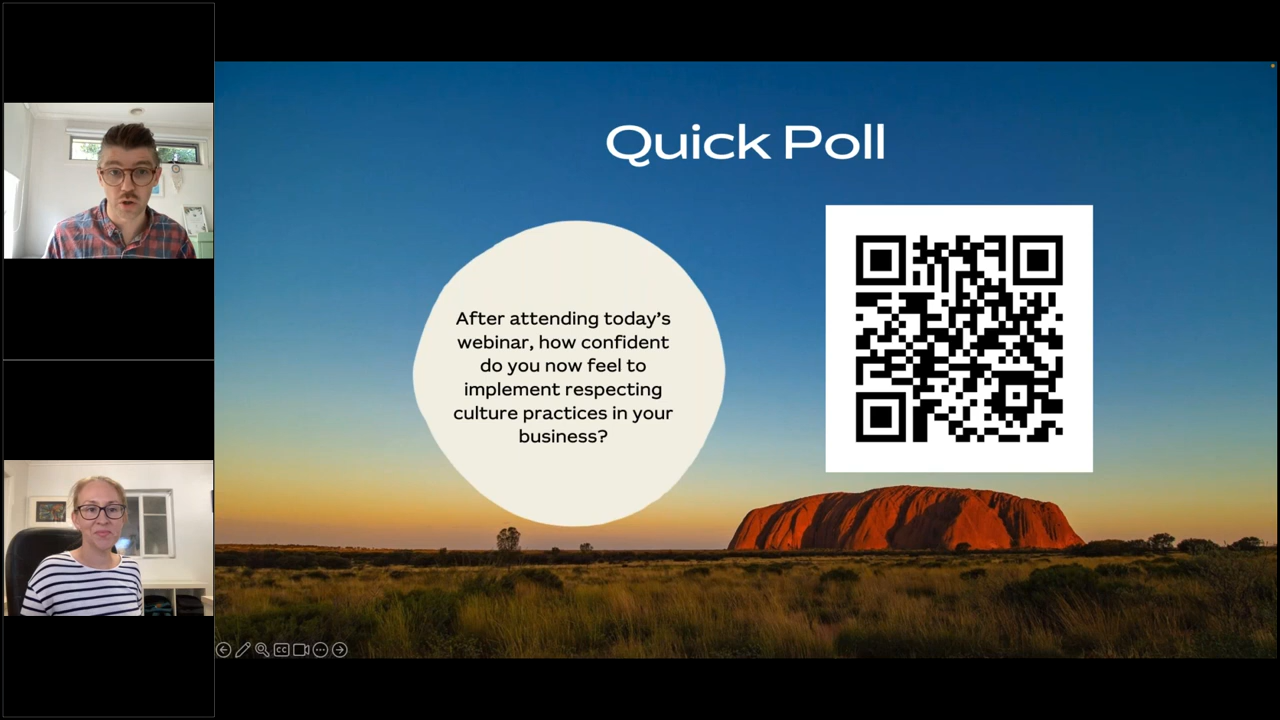 Quick Poll
After attending today's
webinar, how confident
do you now feel to
implement respecting
culture practices in your
business?
CC